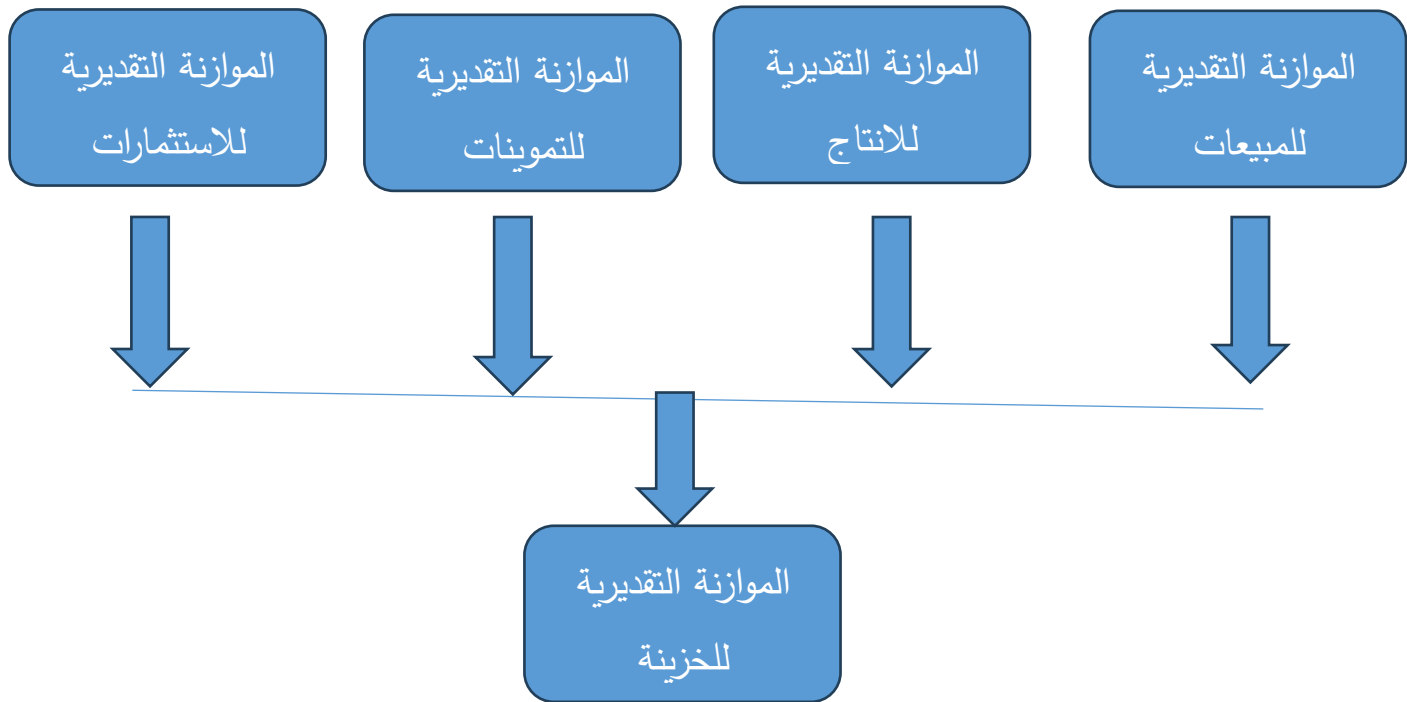 الموازنة التقديرية
للمبيعات
الموازنة التقديرية
للانتاج
الموازنة التقديرية
للتموينات
الموازنة التقديرية
للاستثمارات
الموازنة التقديرية
للخزينة